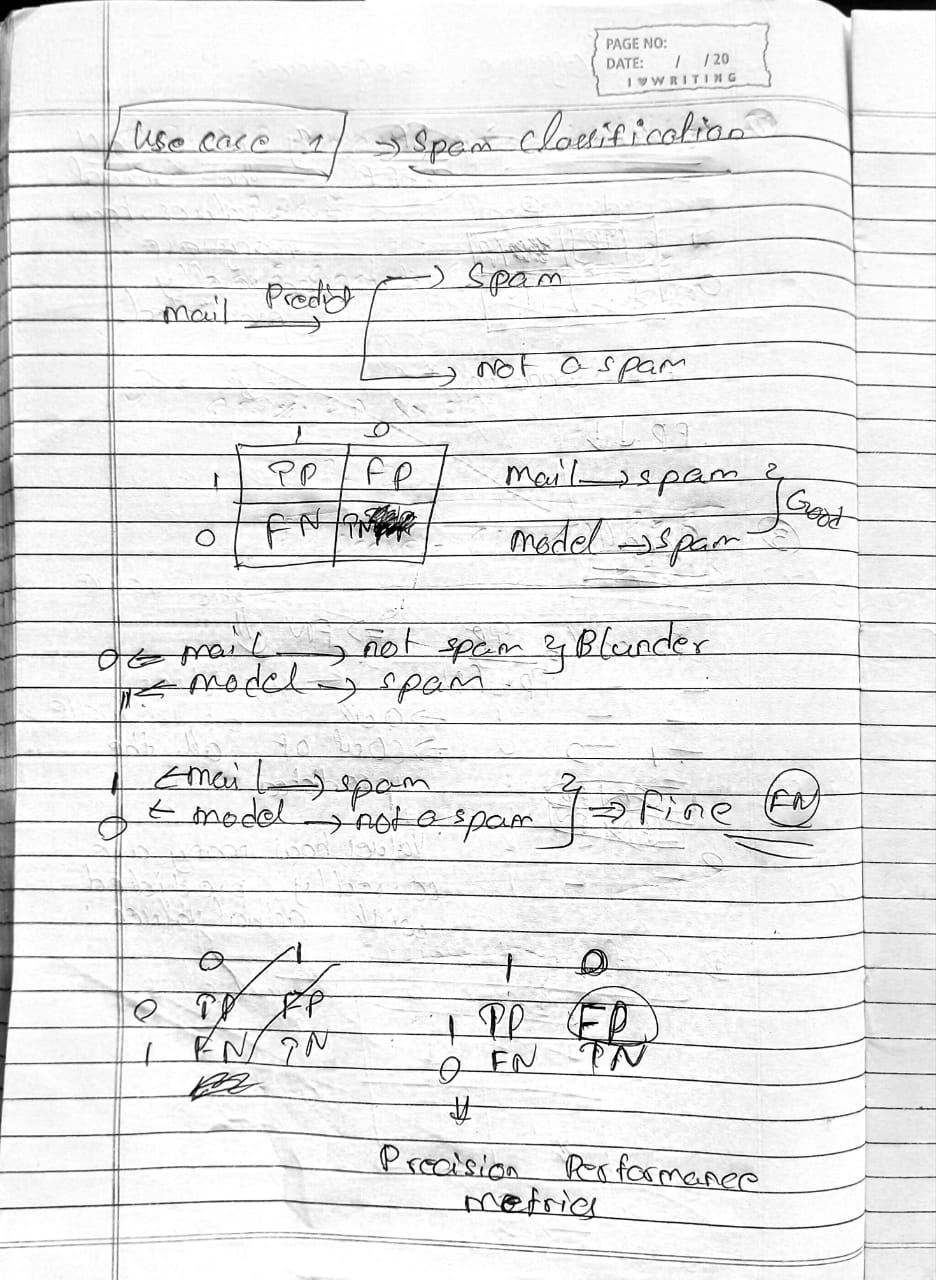 PAGE NO:
DATE: / /20
I ♥ WRITING
Use case 1 → Spam Classification
mail Predict → Spam
→ not a spam
1 0
1 TP FP mail → spam } Good
0 FN TN model → spam
0 ← mail → not spam } Blunder
1 ← model → spam.
1 ← mail → spam } ⇒ fine FN
0 ← model → not a spam
0 1 1 0
0 TP FP 1 TP FP
1 FN TN 0 FN TN
↓
Precision Performance
metrics